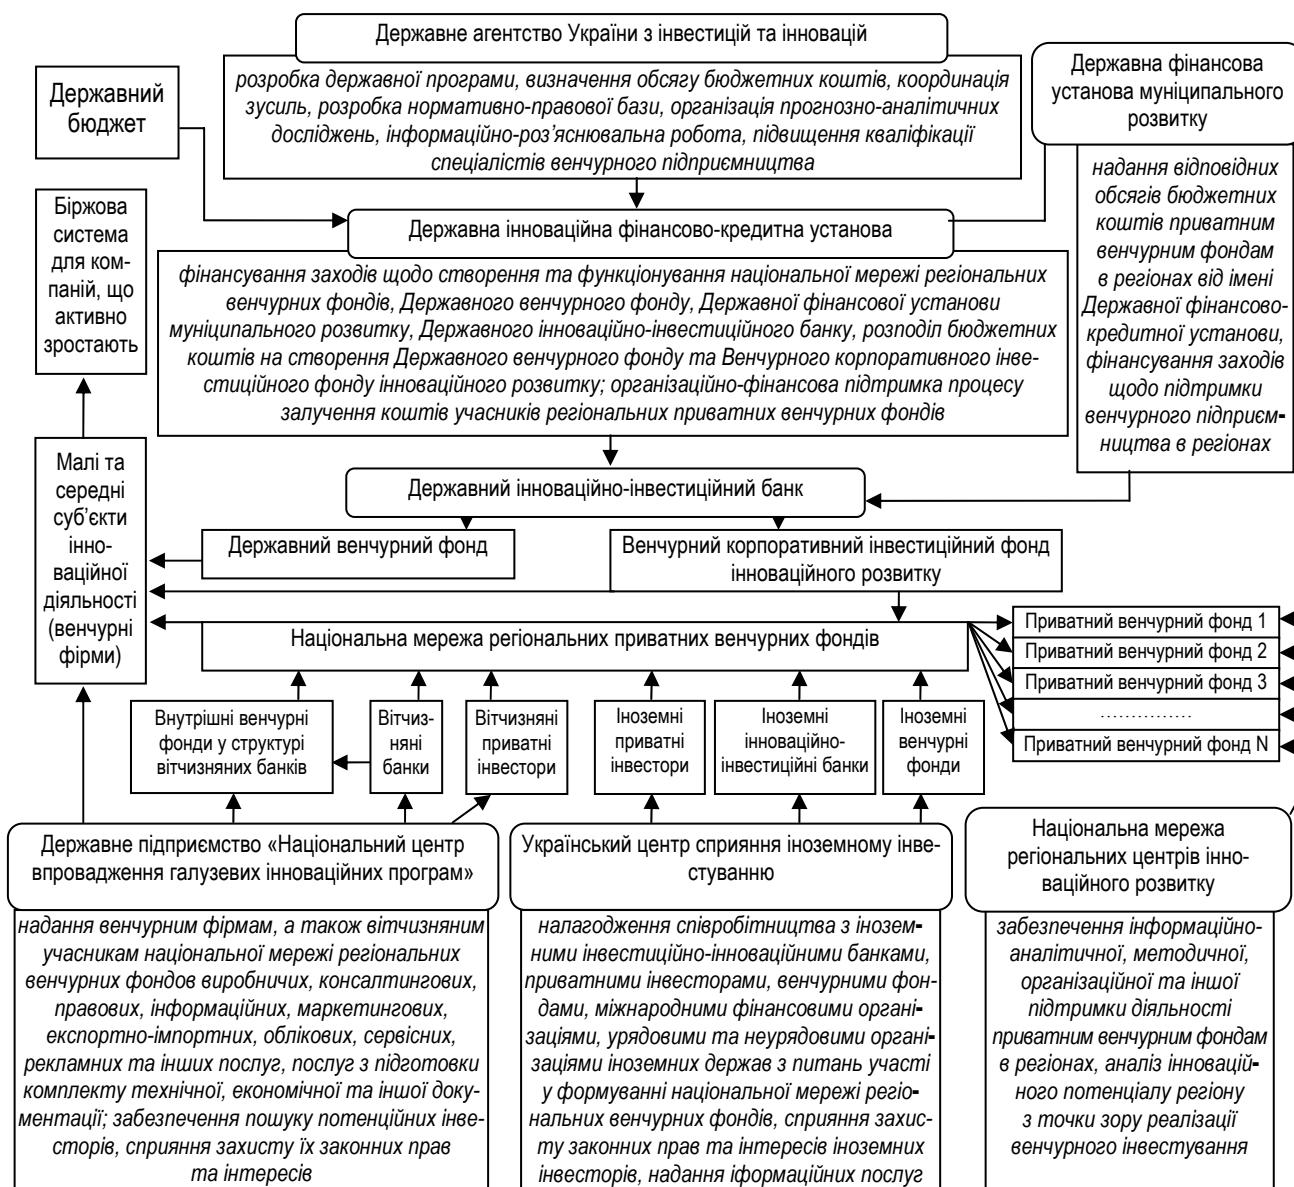 Державне агентство України з інвестицій та інновацій
розробка державної програми, визначення обсягу бюджетних коштів, координація
зусиль, розробка нормативно-правової бази, організація прогнозно-аналітичних
досліджень, інформаційно-роз’яснювальна робота, підвищення кваліфікації
спеціалістів венчурного підприємництва
Державний
бюджет
Державна фінансова
установа муніципального
розвитку
надання відповідних
обсягів бюджетних
коштів приватним
венчурним фондам
в регіонах від імені
Державної фінансово-
кредитної установи,
фінансування заходів
щодо підтримки
венчурного підприєм-
ництва в регіонах
Біржова
система
для ком-
паній, що
активно
зростають
Державна інноваційна фінансово-кредитна установа
фінансування заходів щодо створення та функціонування національної мережі регіональних
венчурних фондів, Державного венчурного фонду, Державної фінансової установи
муніципального розвитку, Державного інноваційно-інвестиційного банку, розподіл бюджетних
коштів на створення Державного венчурного фонду та Венчурного корпоративного інве-
стиційного фонду інноваційного розвитку; організаційно-фінансова підтримка процесу
залучення коштів учасників регіональних приватних венчурних фондів
Малі та
середні
суб’єкти
інно-
ваційної
діяльності
(венчурні
фірми)
Державний інноваційно-інвестиційний банк
Державний венчурний фонд
Венчурний корпоративний інвестиційний фонд
інноваційного розвитку
Національна мережа регіональних приватних венчурних фондів
Приватний венчурний фонд 1
Приватний венчурний фонд 2
Приватний венчурний фонд 3
……………
Приватний венчурний фонд N
Внутрішні венчурні
фонди у структурі
вітчизняних банків
Вітчиз-
няні
банки
Вітчизняні
приватні
інвестори
Іноземні
приватні
інвестори
Іноземні
інноваційно-
інвестиційні банки
Іноземні
венчурні
фонди
Державне підприємство «Національний центр
впровадження галузевих інноваційних програм»
надання венчурним фірмам, а також вітчизняним
учасникам національної мережі регіональних
венчурних фондов виробничих, консалтингових,
правових, інформаційних, маркетингових,
експортно-імпортних, облікових, сервісних,
рекламних та інших послуг, послуг з підготовки
комплекту технічної, економічної та іншої доку-
ментації; забезпечення пошуку потенційних інве-
сторів, сприяння захисту їх законних прав
та інтересів
Український центр сприяння іноземному інве-
стуванню
налагодження співробітництва з інозем-
ними інвестиційно-інноваційними банками,
приватними інвесторами, венчурними фон-
дами, міжнародними фінансовими органі-
заціями, урядовими та неурядовими органі-
заціями іноземних держав з питань участі
у формуванні національної мережі регіо-
нальних венчурних фондів, сприяння захис-
ту законних прав та інтересів іноземних
інвесторів, надання іформаційних послуг
Національна мережа
регіональних центрів інно-
ваційного розвитку
забезпечення інформаційно-
аналітичної, методичної,
організаційної та іншої
підтримки діяльності
приватним венчурним фондам
в регіонах, аналіз інновацій-
ного потенціалу регіону
з точки зору реалізації
венчурного інвестування